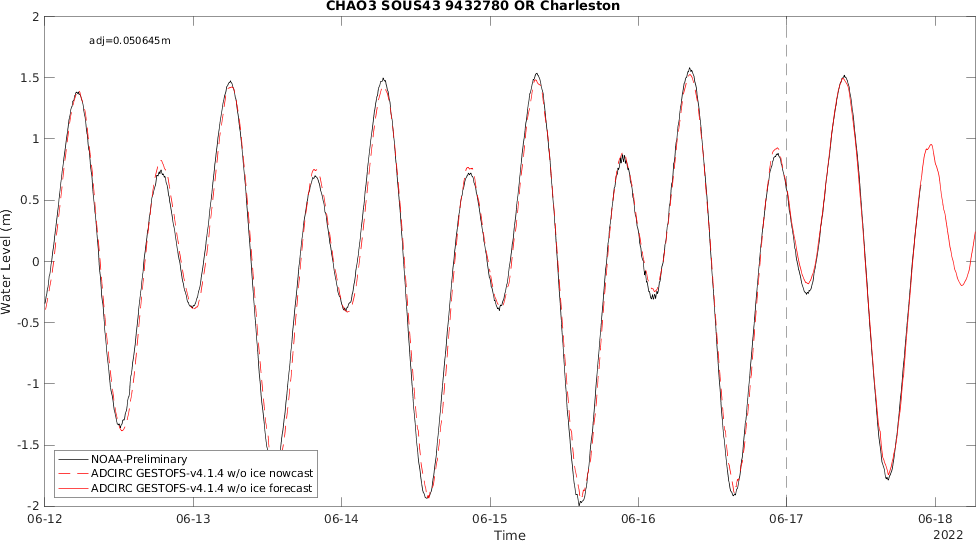 CHAO3 SOUS43 9432780 OR Charleston
adj=0.050645m
2
1.5
1
0.5
0
-0.5
-1
-1.5
-2
Water Level (m)
NOAA-Preliminary
ADCIRC GESTOFS-v4.1.4 w/o ice nowcast
ADCIRC GESTOFS-v4.1.4 w/o ice forecast
06-12 06-13 06-14 06-15 06-16 06-17 06-18
Time
2022